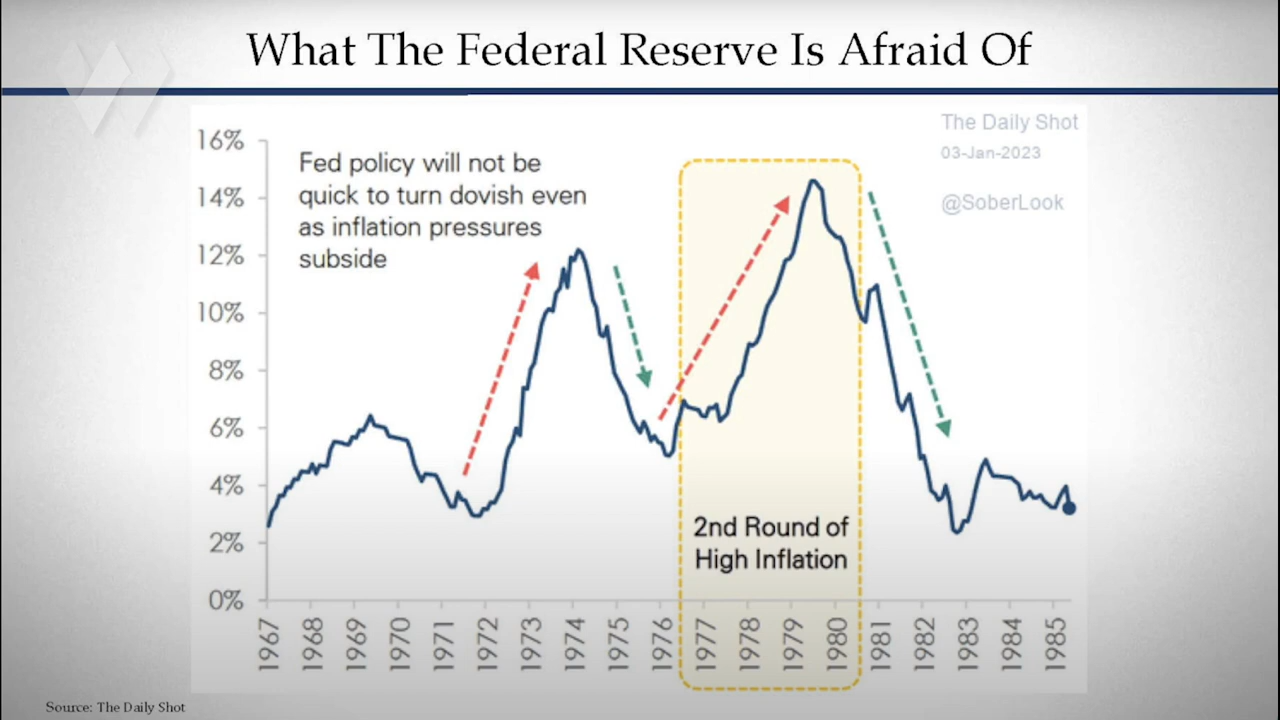 What The Federal Reserve Is Afraid Of
The Daily Shot
03-Jan-2023
@SoberLook
Fed policy will not be
quick to turn dovish even
as inflation pressures
subside
16%
14%
12%
10%
8%
6%
4%
2%
0%
2nd Round of
High Inflation
1967
1968
1969
1970
1971
1972
1973
1974
1975
1976
1977
1978
1979
1980
1981
1982
1983
1984
1985
Source: The Daily Shot